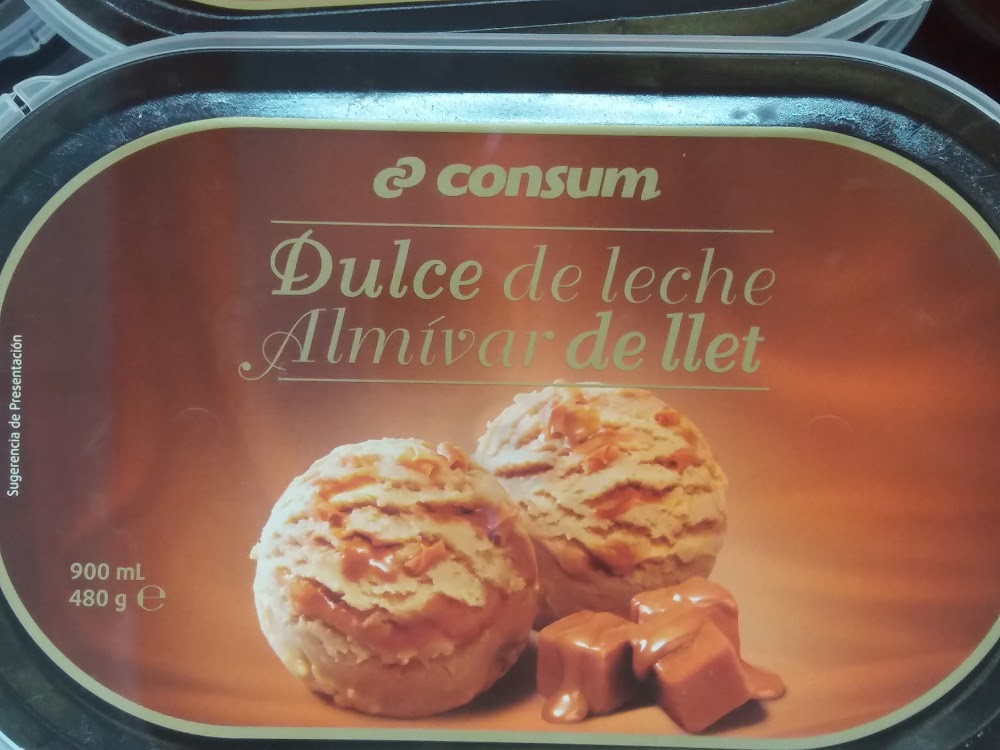 consum
Dulce de leche
Almívar de llet
Sugerencia de Presentación
900 mL
480 g ℮